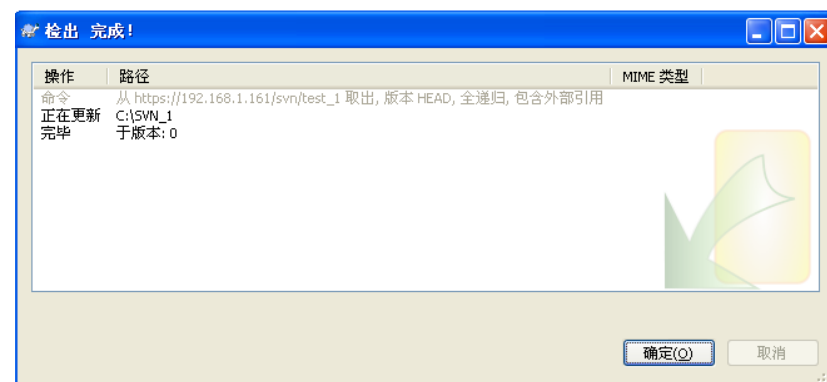 检出 完成!
操作 路径 MIME 类型
命令 从 https://192.168.1.161/svn/test_1 取出, 版本 HEAD, 全递归, 包含外部引用
正在更新 C:\SVN_1
完毕 于版本: 0
确定(O) 取消